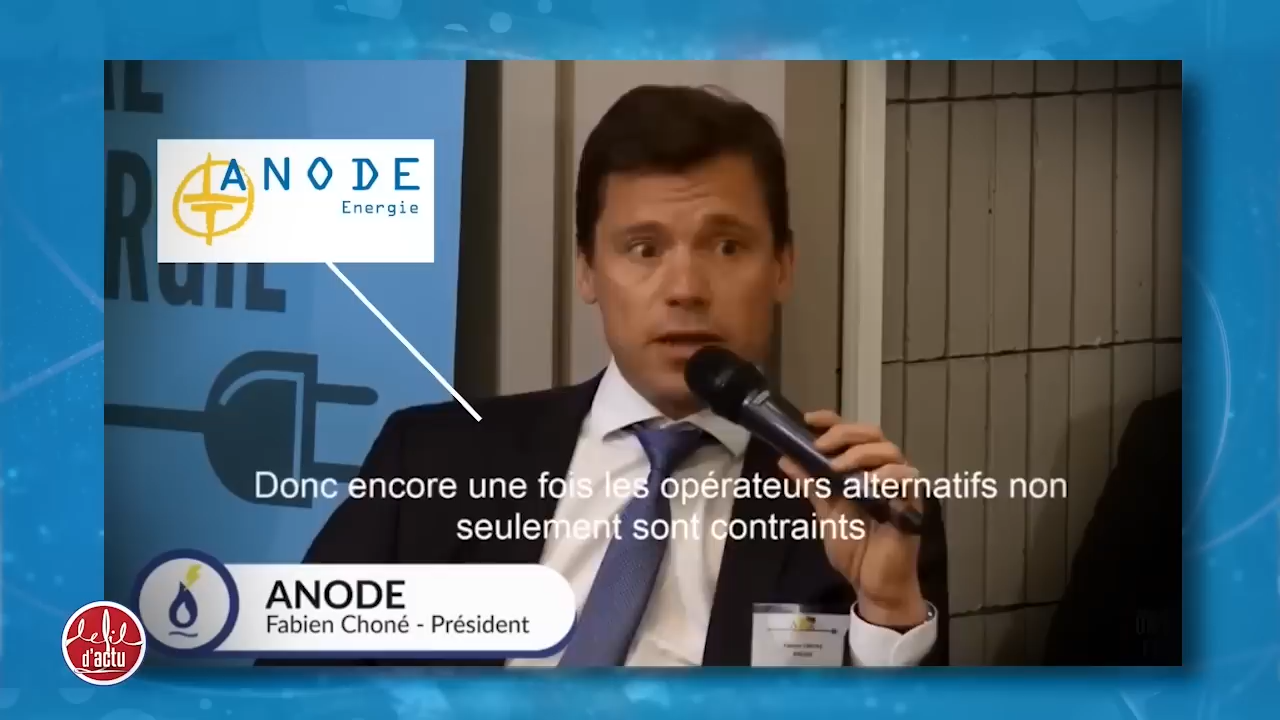 ANODE
Energie
RGIE
Donc encore une fois les opérateurs alternatifs non
seulement sont contraints
ANODE
Fabien Choné - Président
le fil
d'actu